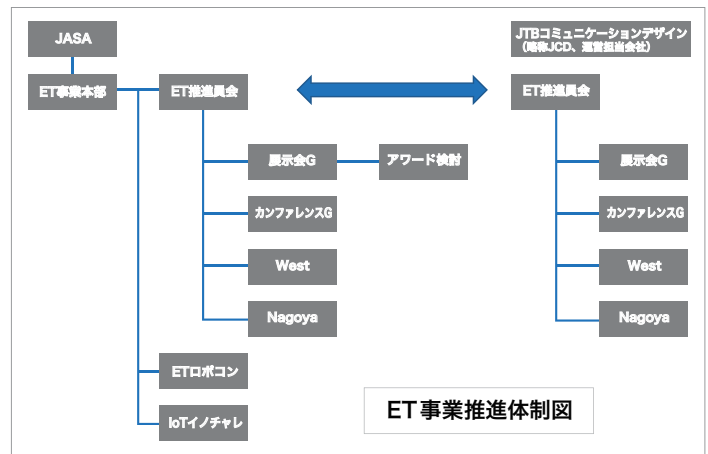 JASA
ET事業本部
ET推進員会
展示会G
アワード検討
カンファレンスG
West
Nagoya
ETロボコン
IoTイノチャレ
JTBコミュニケーションデザイン
（略称JCD、運営担当会社）
ET推進員会
展示会G
カンファレンスG
West
Nagoya
ET事業推進体制図